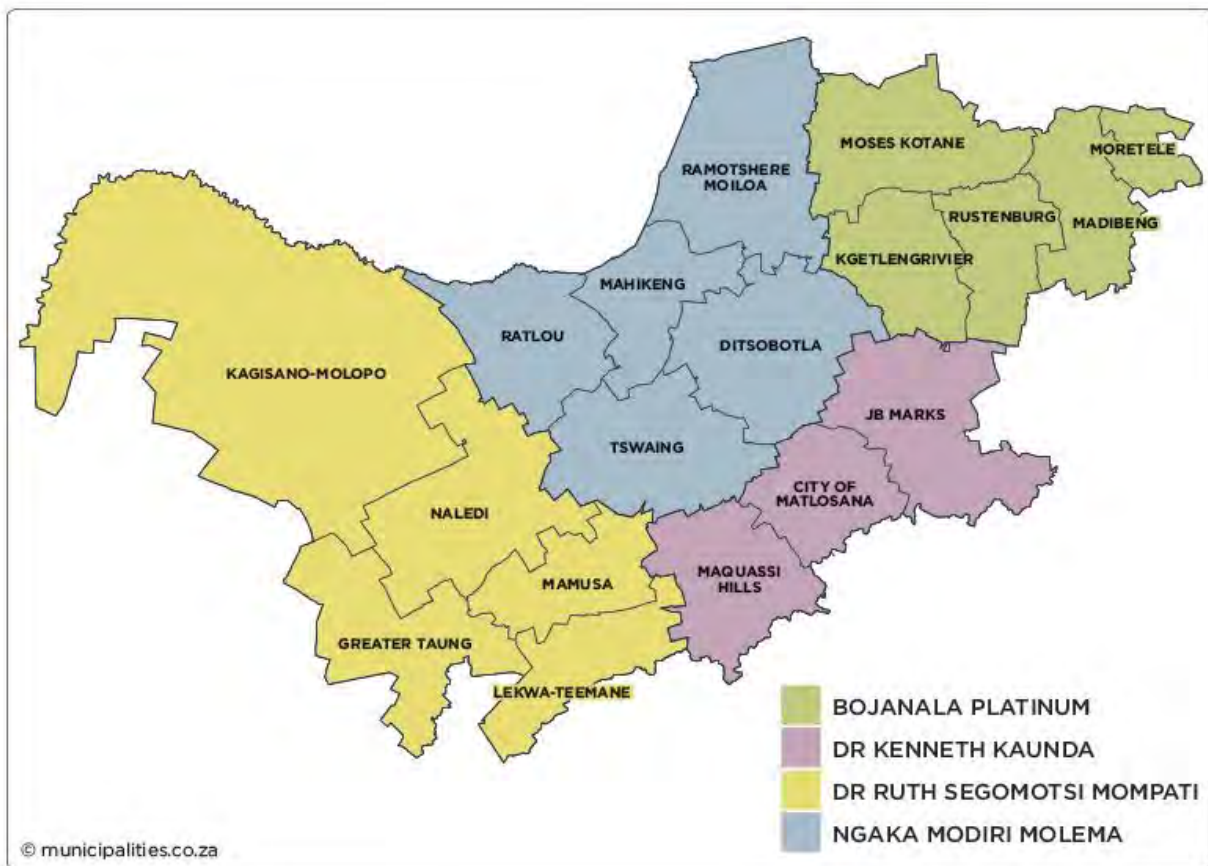 MOSES KOTANE
MORETELE
RAMOTSHERE
MOILOA
RUSTENBURG
MADIBENG
KGETLENGRIVIER
MAHIKENG
RATLOU
DITSOBOTLA
KAGISANO-MOLOPO
JB MARKS
TSWAING
CITY OF
MATLOSANA
NALEDI
MAMUSA
MAQUASSI
HILLS
GREATER TAUNG
LEKWA-TEEMANE
BOJANALA PLATINUM
DR KENNETH KAUNDA
DR RUTH SEGOMOTSI MOMPATI
NGAKA MODIRI MOLEMA
© municipalities.co.za